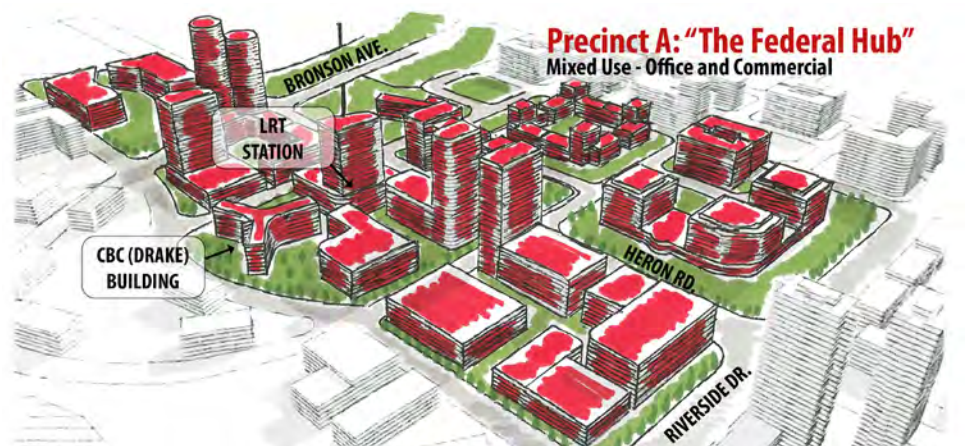 Precinct A: “The Federal Hub”
Mixed Use - Office and Commercial
BRONSON AVE.
LRT
STATION
CBC (DRAKE)
BUILDING
HERON RD.
RIVERSIDE DR.